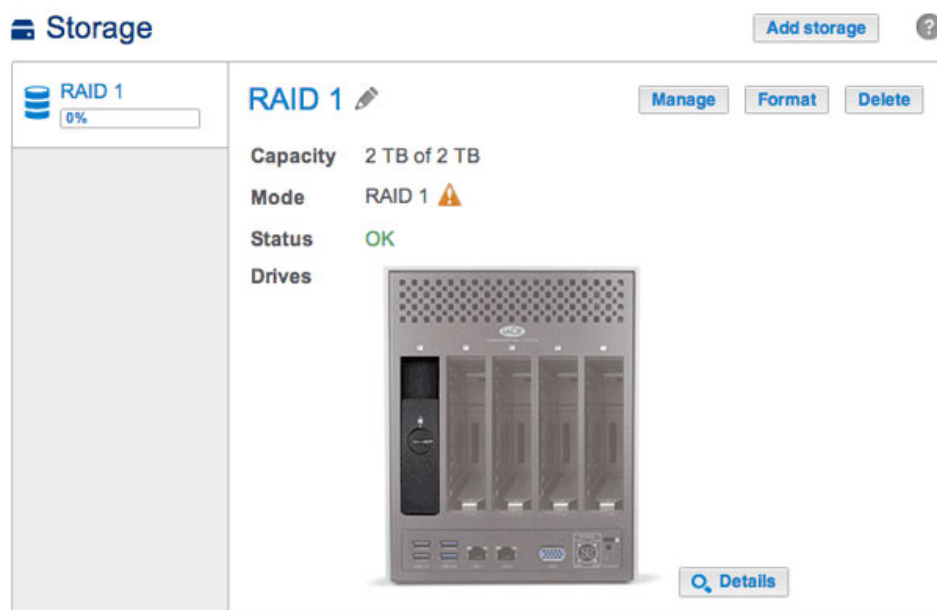 Storage
Add storage
?
RAID 1
0%
RAID 1
Manage
Format
Delete
Capacity
2 TB of 2 TB
Mode
RAID 1
Status
OK
Drives
LACIE
Details